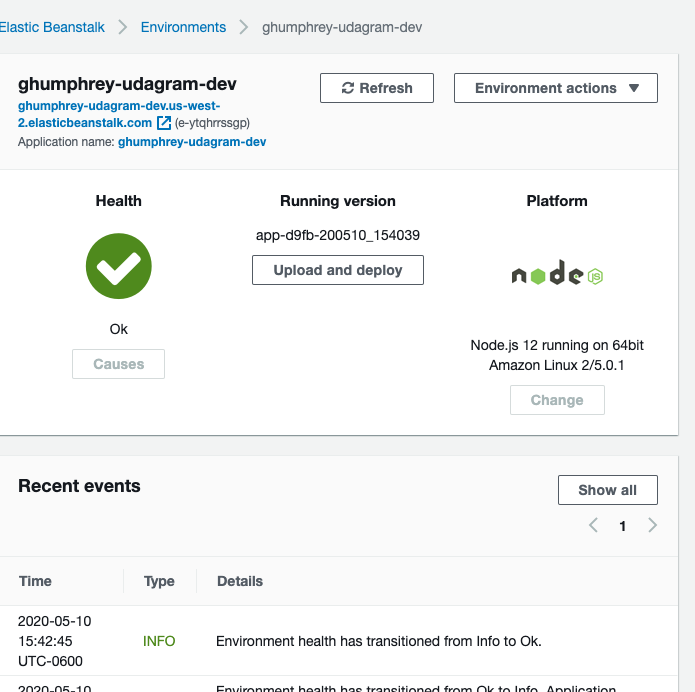 Elastic Beanstalk > Environments > ghumphrey-udagram-dev
ghumphrey-udagram-dev
Refresh
Environment actions ▼
ghumphrey-udagram-dev.us-west-
2.elasticbeanstalk.com (e-ytqhrrssgp)
Application name: ghumphrey-udagram-dev
Health
Running version
Platform
app-d9fb-200510_154039
Upload and deploy
node JS
Ok
Causes
Node.js 12 running on 64bit
Amazon Linux 2/5.0.1
Change
Recent events
Show all
< 1 >
Time Type Details
2020-05-10
15:42:45
UTC-0600
INFO
Environment health has transitioned from Info to Ok.
2020-05-10
Environment health has transitioned from Ok to Info. Application